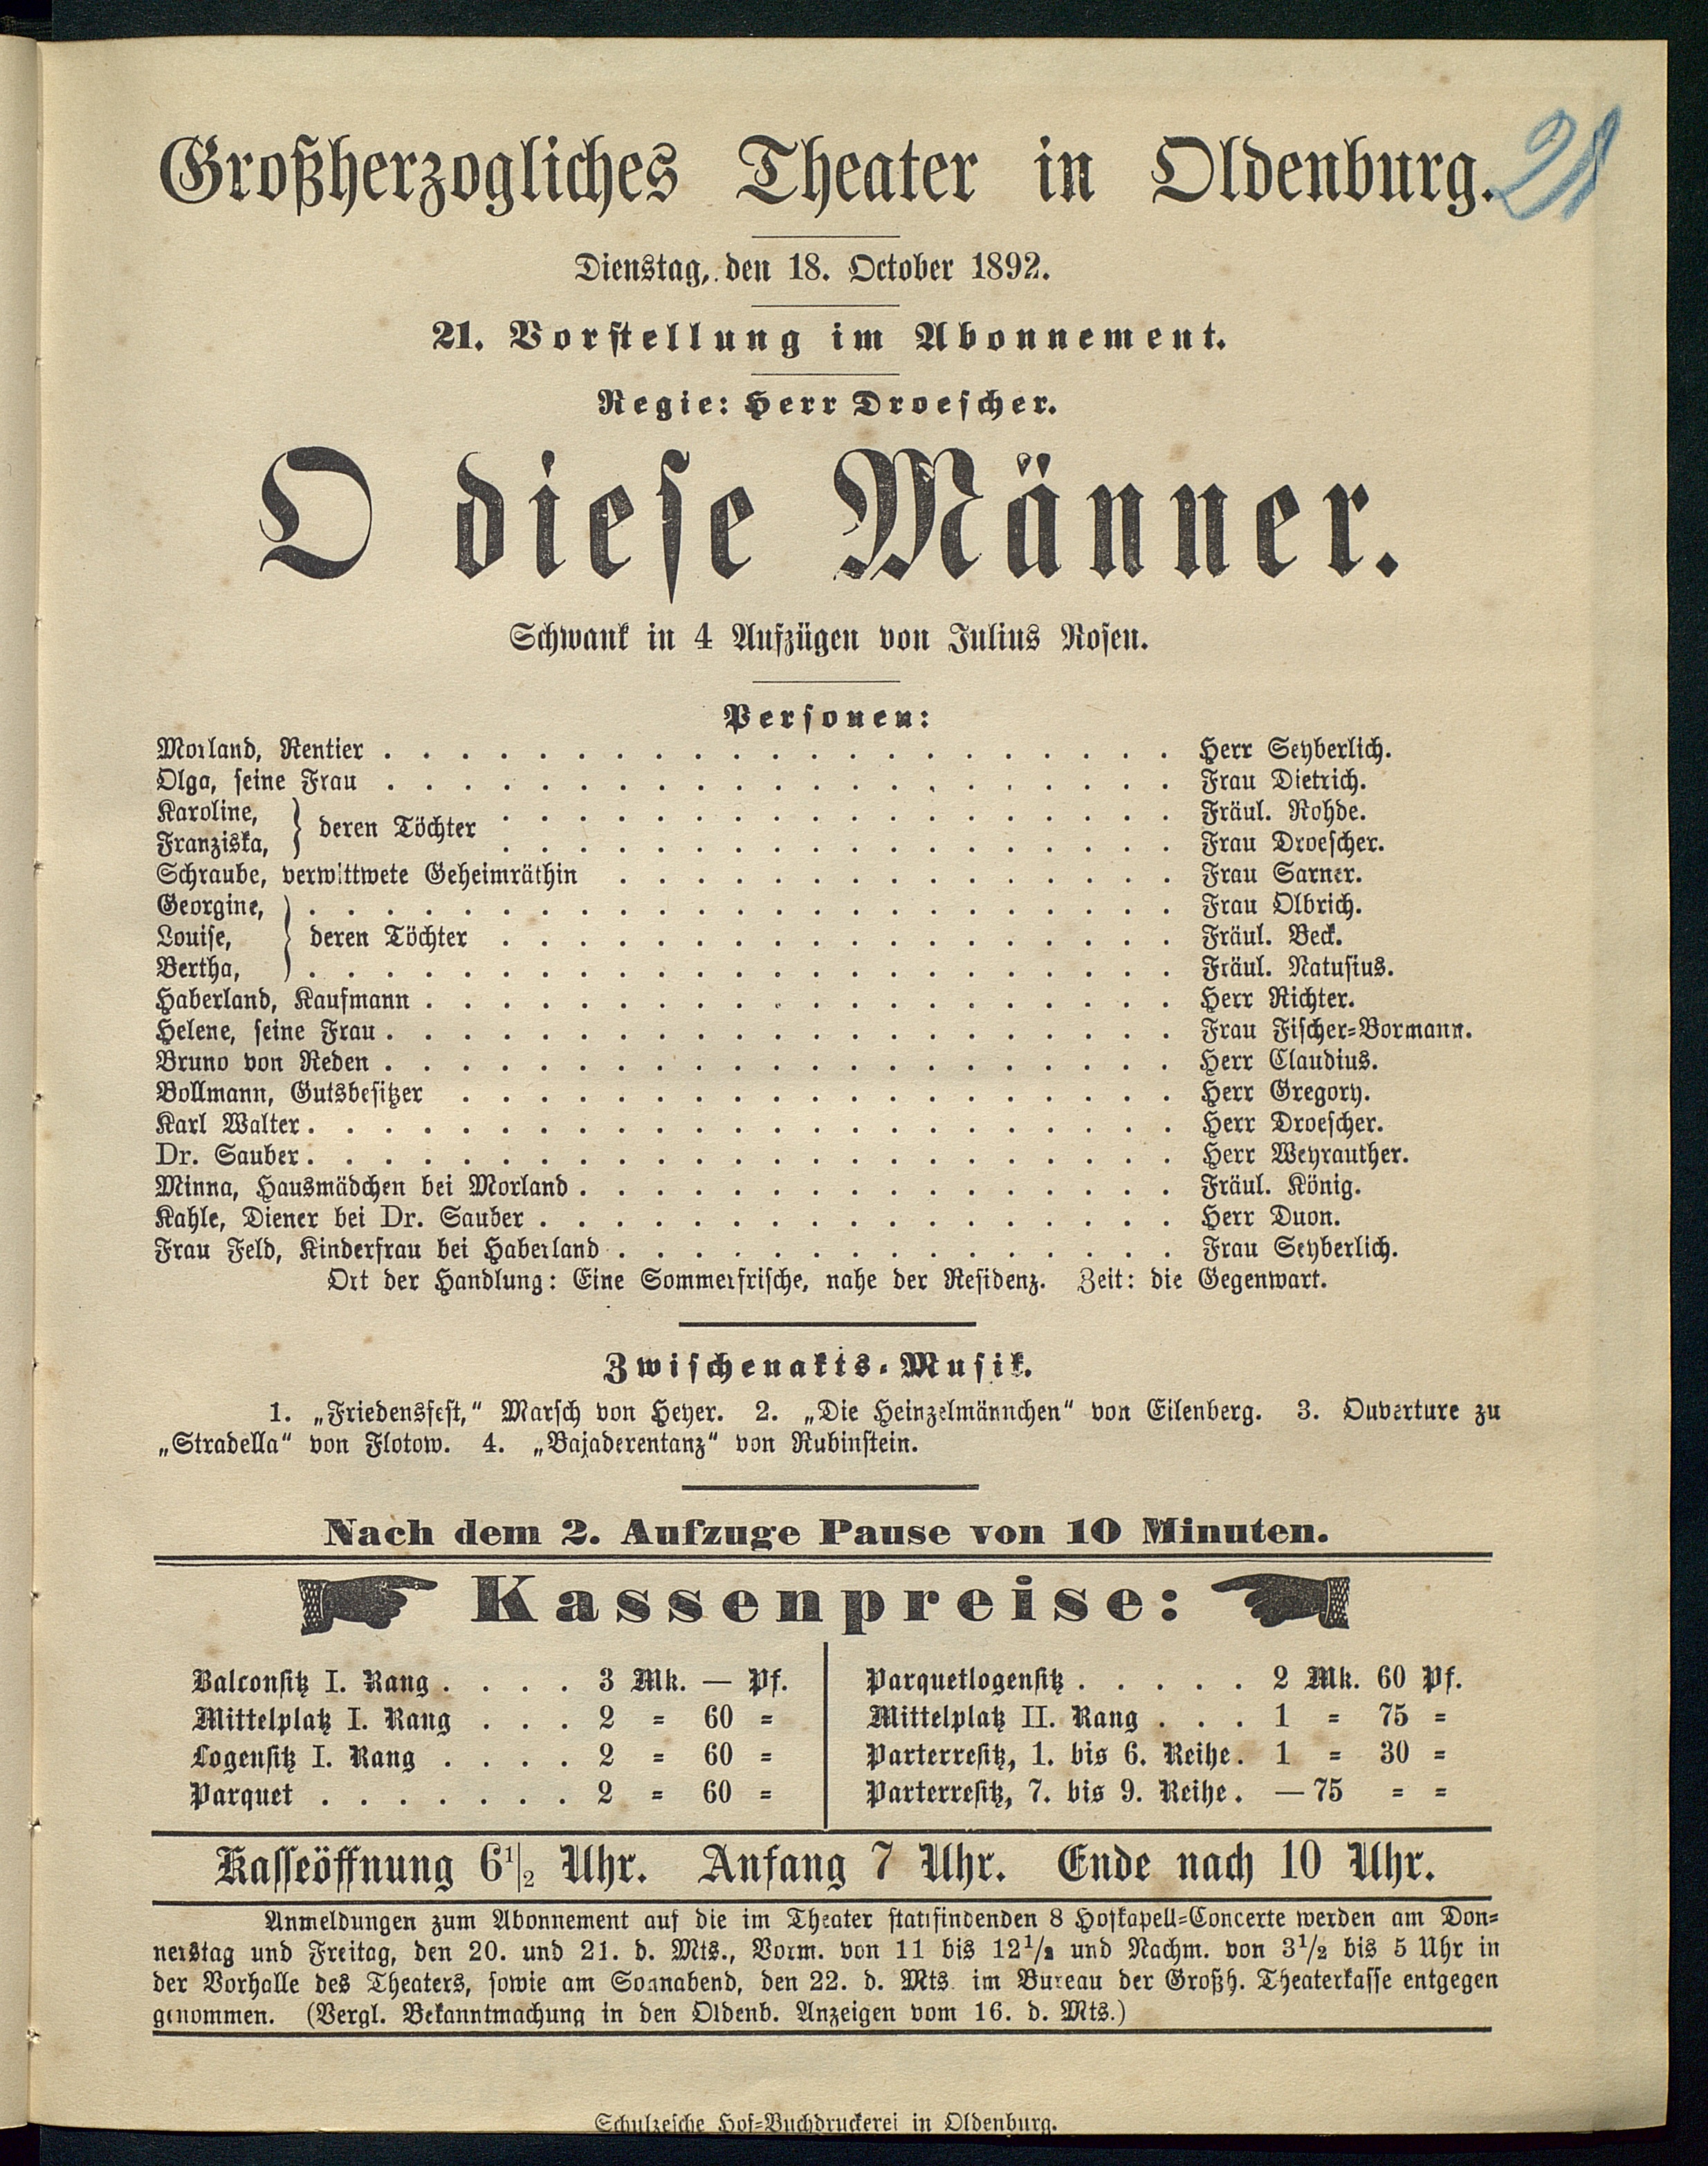 Großherzogliches Theater in Oldenburg.
Dienstag, den 18. October 1892.
21. Vorstellung im Abonnement.
Regie: Herr Droescher.
O diese Männer.
Schwank in 4 Aufzügen von Julius Rosen.
Personen:
Morland, Rentier . . . . . Herr Seyberlich.
Olga, seine Frau . . . . . Frau Dietrich.
Karoline, } deren Töchter . . . . . Fräul. Rohde.
Franziska, } . . . . . Frau Droescher.
Schraube, verwittwete Geheimräthin . . . . . Frau Sarner.
Georgine, } . . . . . Frau Olbrich.
Louise, } deren Töchter . . . . . Fräul. Beck.
Bertha, } . . . . . Fräul. Natusius.
Haberland, Kaufmann . . . . . Herr Richter.
Helene, seine Frau . . . . . Frau Fischer=Bormann.
Bruno von Reden . . . . . Herr Claudius.
Bollmann, Gutsbesitzer . . . . . Herr Gregory.
Karl Walter . . . . . Herr Droescher.
Dr. Sauber . . . . . Herr Weyrauther.
Minna, Hausmädchen bei Morland . . . . . Fräul. König.
Kahle, Diener bei Dr. Sauber . . . . . Herr Duon.
Frau Feld, Kinderfrau bei Haberland . . . . . Frau Seyberlich.
Ort der Handlung: Eine Sommerfrische, nahe der Residenz. Zeit: die Gegenwart.
Zwischenakts=Musik.
1. „Friedensfest,“ Marsch von Heyer. 2. „Die Heinzelmännchen“ von Eilenberg. 3. Ouverture zu
„Stradella“ von Flotow. 4. „Bajaderentanz“ von Rubinstein.
Nach dem 2. Aufzuge Pause von 10 Minuten.
Kassenpreise:
Balconsitz I. Rang . . . . 3 Mk. — Pf.
Mittelplatz I. Rang . . . 2 = 60 =
Logensitz I. Rang . . . . 2 = 60 =
Parquet . . . . . . . 2 = 60 =
Parquetlogensitz . . . . . 2 Mk. 60 Pf.
Mittelplatz II. Rang . . . 1 = 75 =
Parterresitz, 1. bis 6. Reihe . 1 = 30 =
Parterresitz, 7. bis 9. Reihe . — 75 = =
Kasseöffnung 6 1/2 Uhr. Anfang 7 Uhr. Ende nach 10 Uhr.
Anmeldungen zum Abonnement auf die im Theater stattfindenden 8 Hofkapell=Concerte werden am Don=
nerstag und Freitag, den 20. und 21. d. Mts., Vorm. von 11 bis 12 1/2 und Nachm. von 3 1/2 bis 5 Uhr in
der Vorhalle des Theaters, sowie am Sonnabend, den 22. d. Mts. im Bureau der Großh. Theaterkasse entgegen
genommen. (Vergl. Bekanntmachung in den Oldenb. Anzeigen vom 16. d. Mts.)
Schulzesche Hof=Buchdruckerei in Oldenburg.